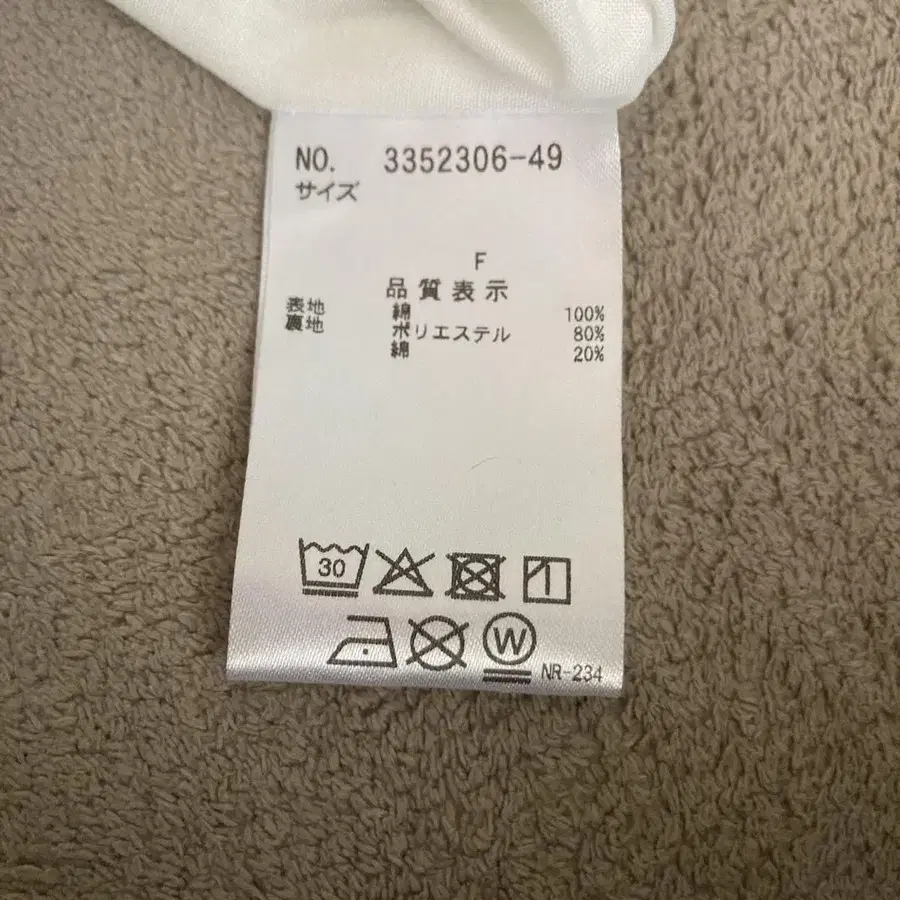 NO. 3352306-49
サイズ
F
品質表示
表地 綿 100%
裏地 ポリエステル 80%
綿 20%
30
W
NR-234